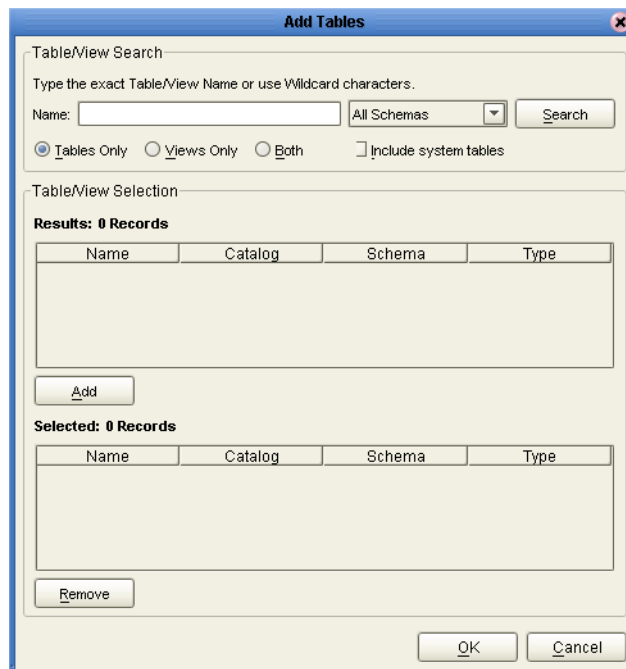 Add Tables
Table/View Search
Type the exact Table/View Name or use Wildcard characters.
Name: All Schemas Search
Tables Only Views Only Both Include system tables
Table/View Selection
Results: 0 Records
Name Catalog Schema Type
Add
Selected: 0 Records
Name Catalog Schema Type
Remove
OK Cancel